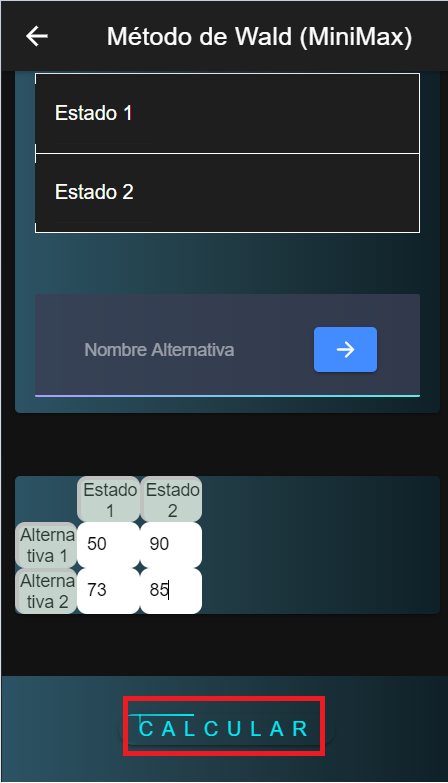 Método de Wald (MiniMax)
Estado 1
Estado 2
Nombre Alternativa
Estado 1
Estado 2
Alterna
tiva 1
50
90
Alterna
tiva 2
73
85
CALCULAR